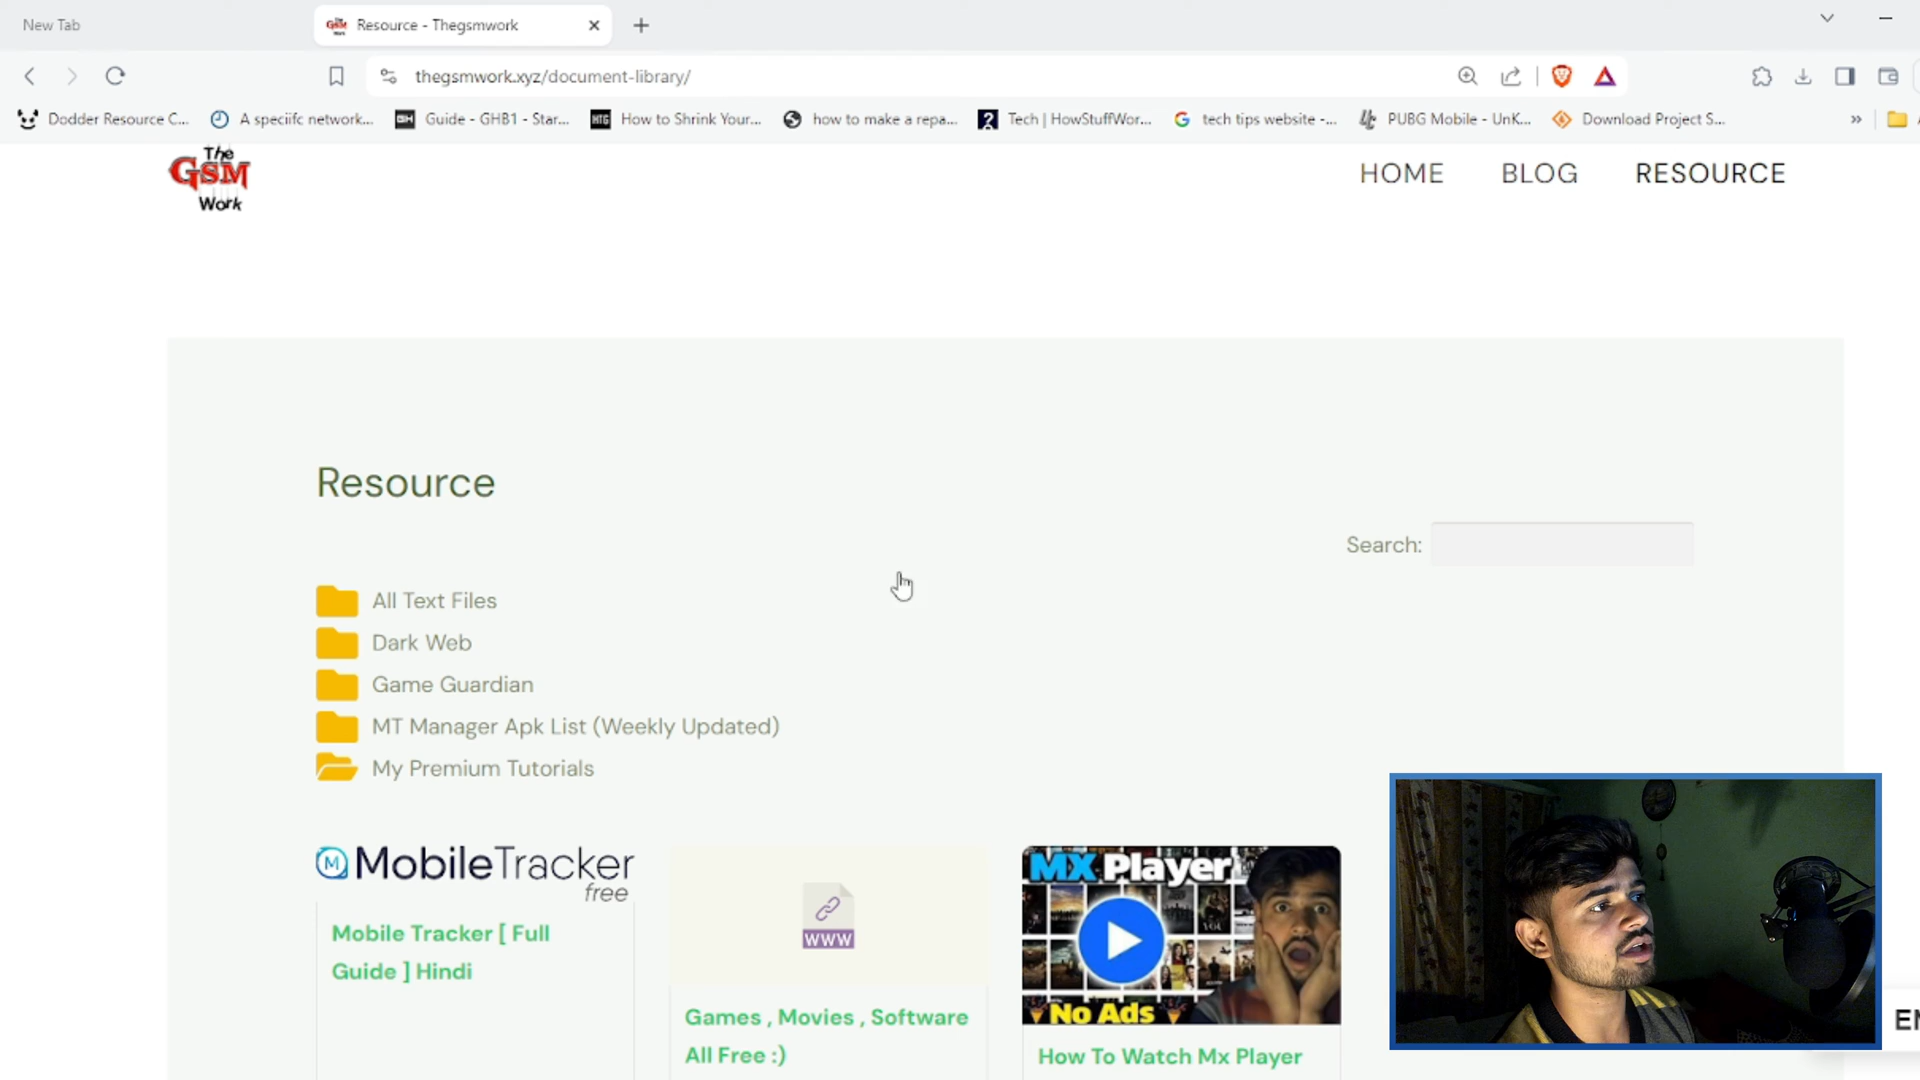 New Tab
Resource - Thegsmwork
thegsmwork.xyz/document-library/
Dodder Resource C...
A speciifc network...
Guide - GHB1 - Star...
How to Shrink Your...
how to make a repa...
Tech | HowStuffWor...
tech tips website -...
PUBG Mobile - UnK...
Download Project S...
The
GSM
Work
HOME
BLOG
RESOURCE
Resource
Search:
All Text Files
Dark Web
Game Guardian
MT Manager Apk List (Weekly Updated)
My Premium Tutorials
MobileTracker
free
Mobile Tracker [ Full
Guide ] Hindi
WWW
Games , Movies , Software
All Free :)
MX Player
No Ads
How To Watch Mx Player